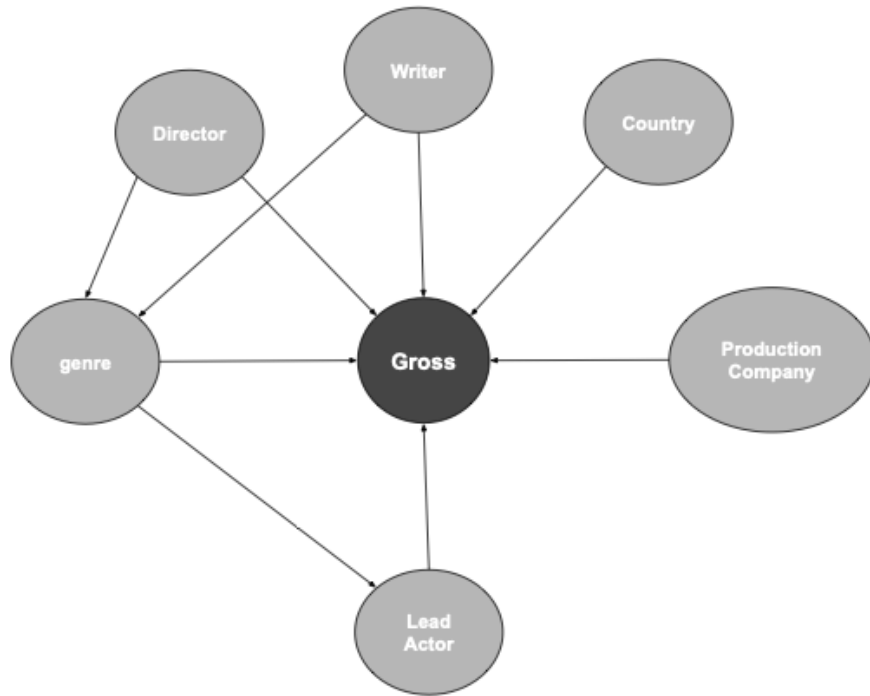 Writer
Director
Country
genre
Gross
Production
Company
Lead
Actor